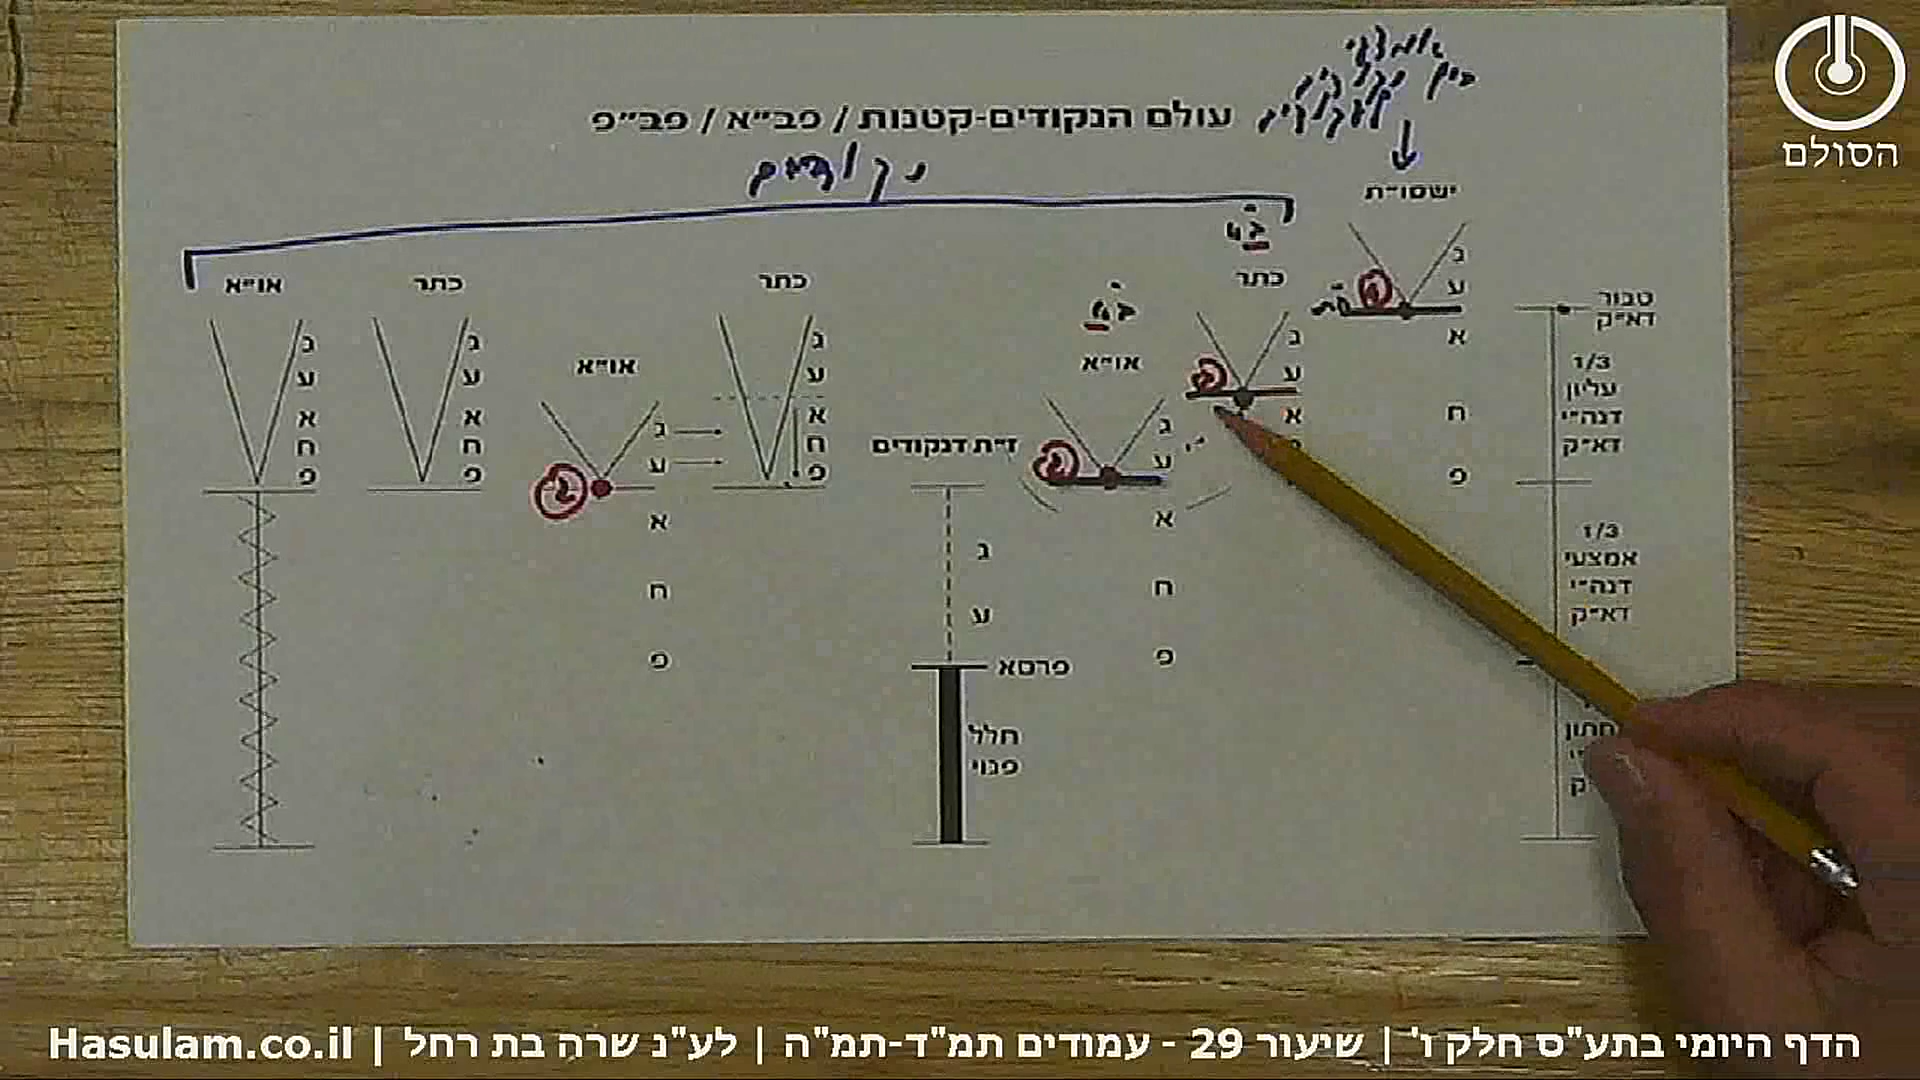 הסולם
עולם הנקודים-קטנות / פב״א / פב״פ
נקודים
ישסו״ת
ג
ע
א
ח
פ
טבור
דא״ק
1/3
עליון
דנה״י
דא״ק
1/3
אמצעי
דנה״י
דא״ק
כתר
ג
ע
א
או״א
ג
ע
א
ח
פ
ז״ת דנקודים
ג
ע
פרסא
חלל
פנוי
כתר
ג
ע
א
ח
פ
או״א
ג
ע
א
ח
פ
כתר
ג
ע
א
ח
פ
או״א
ג
ע
א
ח
פ
הדף היומי בתע"ס חלק ו' | שיעור 29 - עמודים תמ"ד-תמ"ה | לע"נ שרה בת רחל | Hasulam.co.il